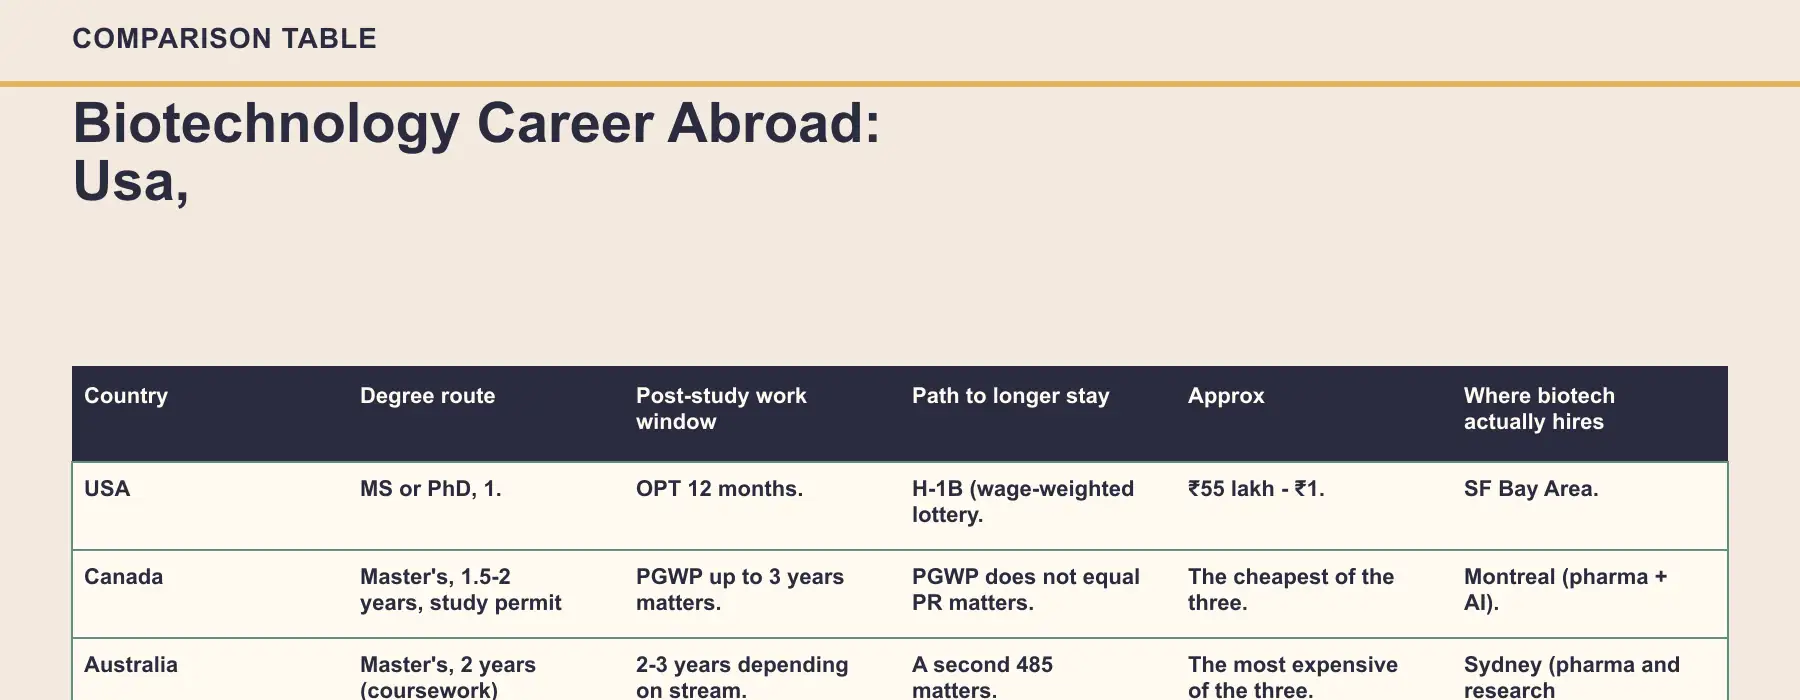 COMPARISON TABLE
Biotechnology Career Abroad:
Usa,
Country
Degree route
Post-study work
window
Path to longer stay
Approx
Where biotech
actually hires
USA
MS or PhD, 1.
OPT 12 months.
H-1B (wage-weighted
lottery.
₹55 lakh - ₹1.
SF Bay Area.
Canada
Master's, 1.5-2
years, study permit
PGWP up to 3 years
matters.
PGWP does not equal
PR matters.
The cheapest of the
three.
Montreal (pharma +
AI).
Australia
Master's, 2 years
(coursework)
2-3 years depending
on stream.
A second 485
matters.
The most expensive
of the three.
Sydney (pharma and
research